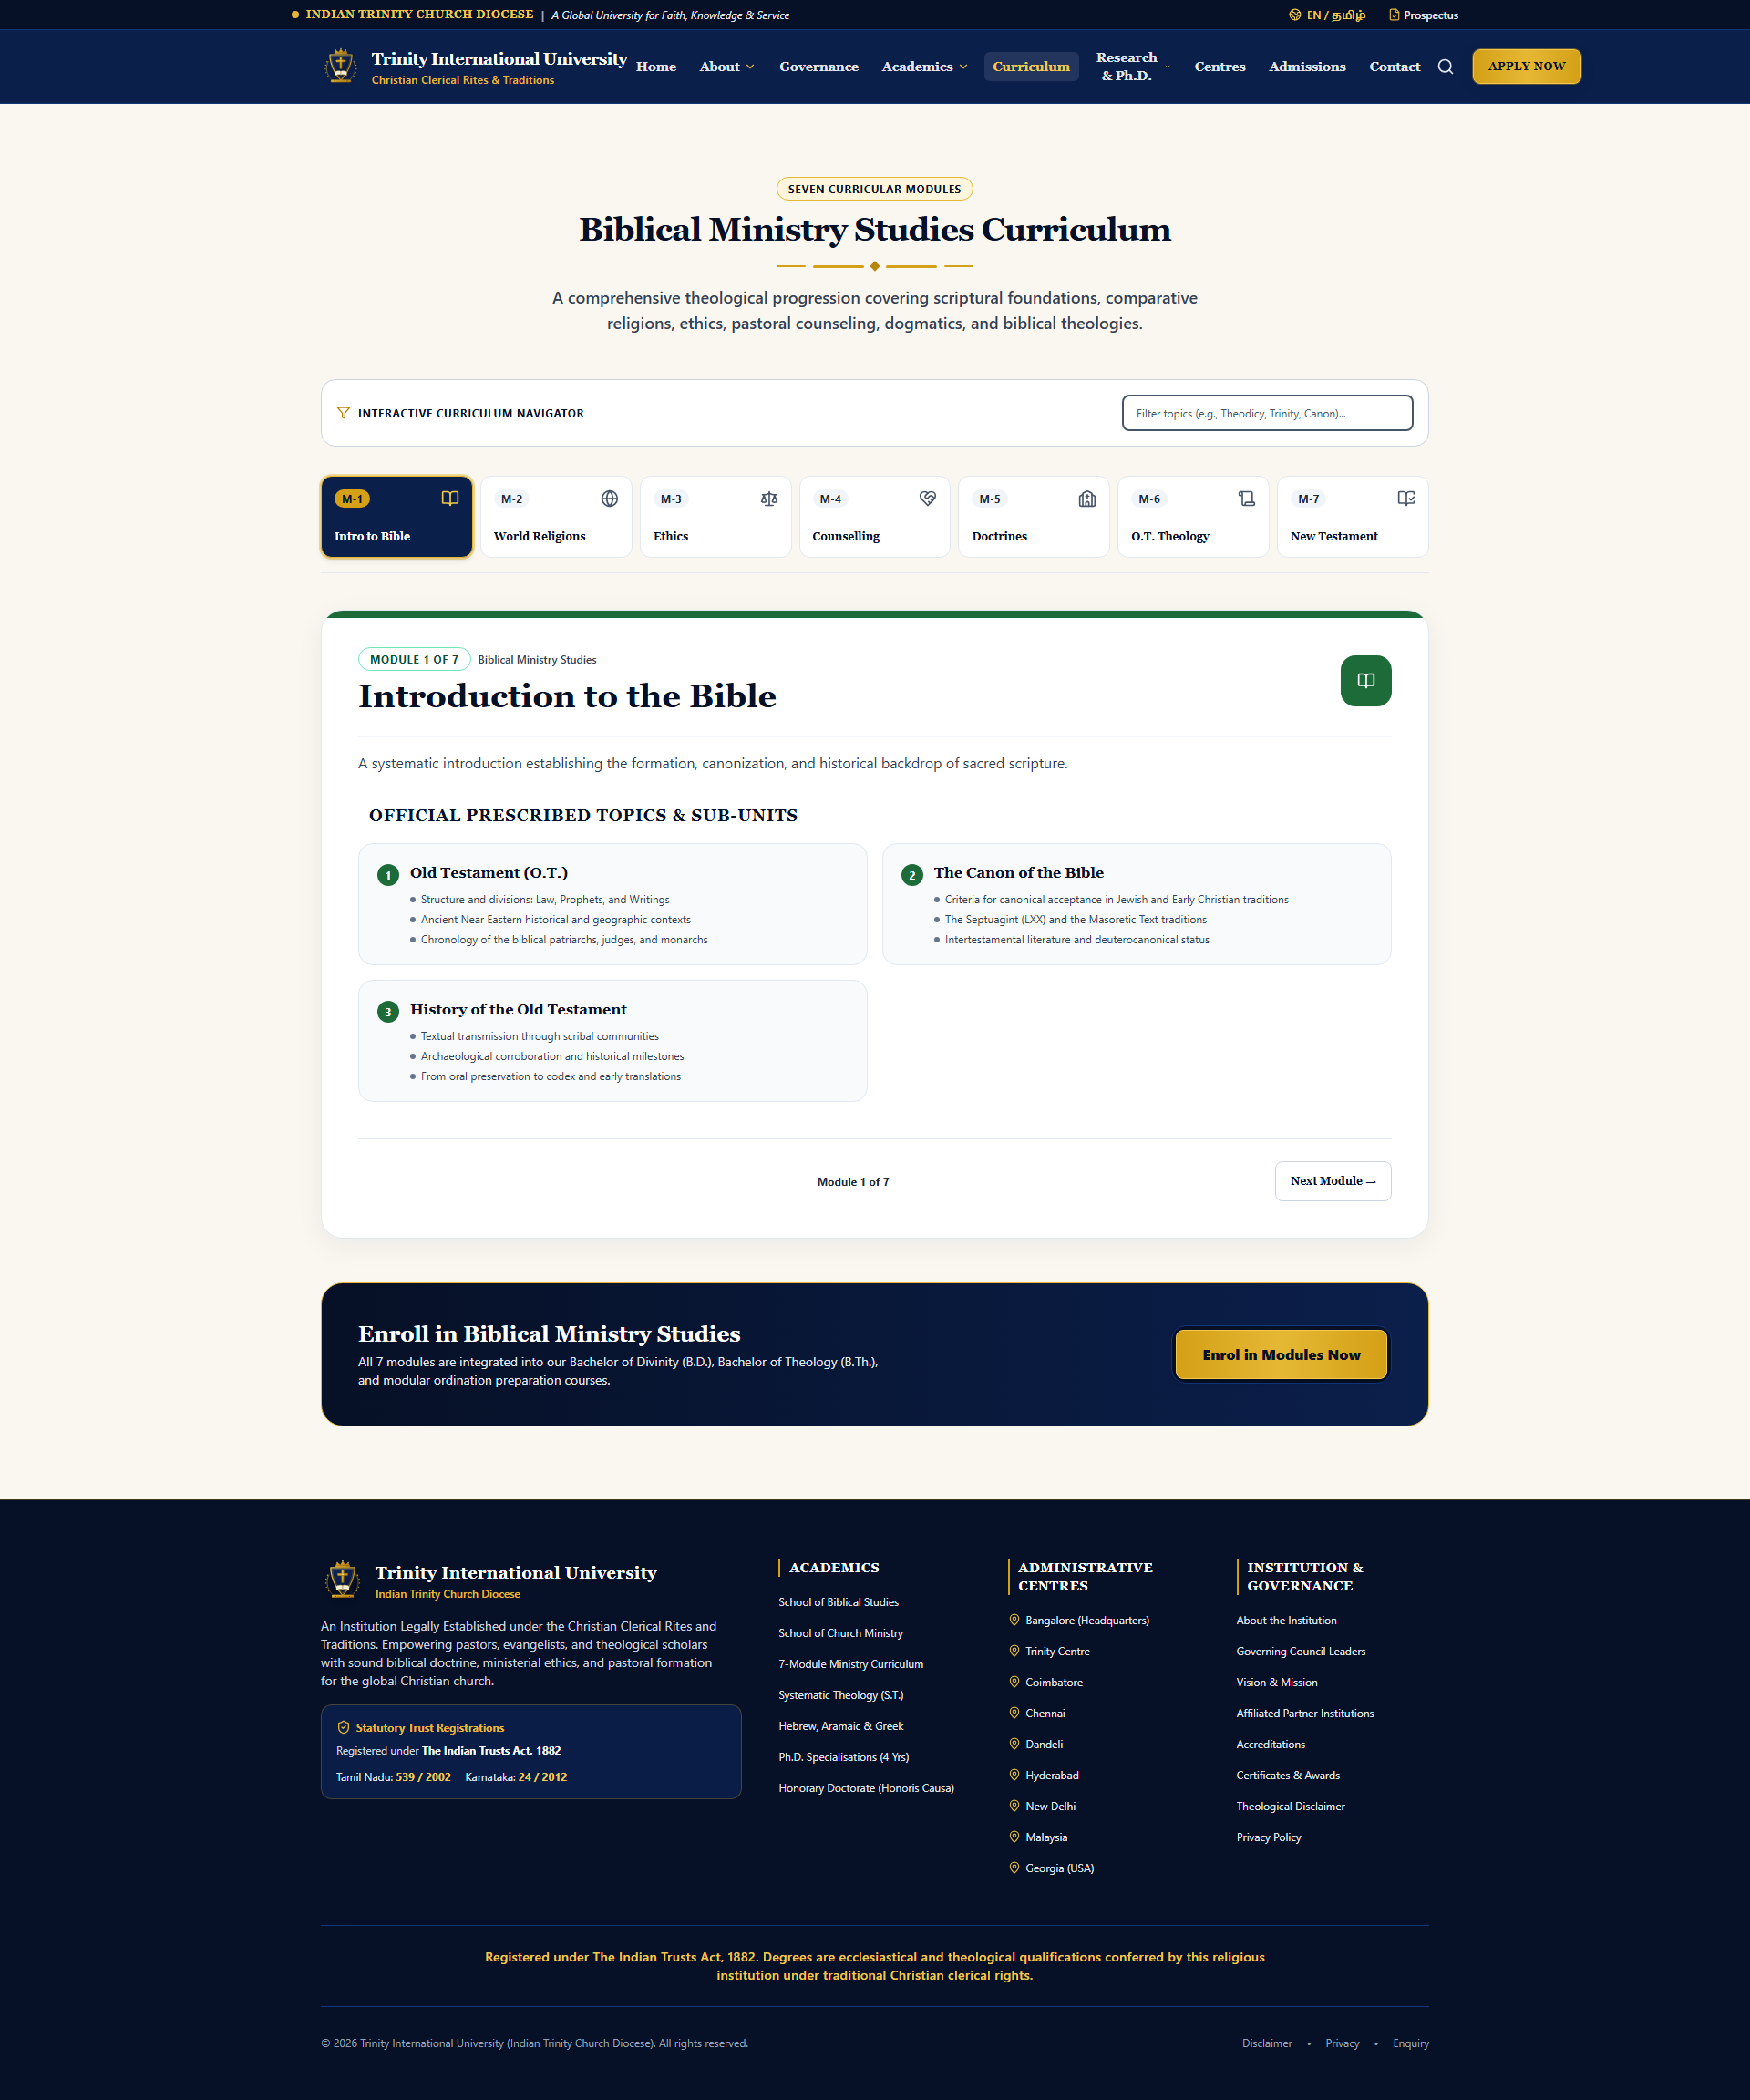 INDIAN TRINITY CHURCH DIOCESE | A Global University for Faith, Knowledge & Service
EN / தமிழ்
Prospectus
Trinity International University
Christian Clerical Rites & Traditions
Home
About
Governance
Academics
Curriculum
Research
& Ph.D.
Centres
Admissions
Contact
APPLY NOW
SEVEN CURRICULAR MODULES
Biblical Ministry Studies Curriculum
A comprehensive theological progression covering scriptural foundations, comparative
religions, ethics, pastoral counseling, dogmatics, and biblical theologies.
INTERACTIVE CURRICULUM NAVIGATOR
Filter topics (e.g., Theodicy, Trinity, Canon)...
M-1
Intro to Bible
M-2
World Religions
M-3
Ethics
M-4
Counselling
M-5
Doctrines
M-6
O.T. Theology
M-7
New Testament
MODULE 1 OF 7
Biblical Ministry Studies
Introduction to the Bible
A systematic introduction establishing the formation, canonization, and historical backdrop of sacred scripture.
OFFICIAL PRESCRIBED TOPICS & SUB-UNITS
1
Old Testament (O.T.)
Structure and divisions: Law, Prophets, and Writings
Ancient Near Eastern historical and geographic contexts
Chronology of the biblical patriarchs, judges, and monarchs
2
The Canon of the Bible
Criteria for canonical acceptance in Jewish and Early Christian traditions
The Septuagint (LXX) and the Masoretic Text traditions
Intertestamental literature and deuterocanonical status
3
History of the Old Testament
Textual transmission through scribal communities
Archaeological corroboration and historical milestones
From oral preservation to codex and early translations
Module 1 of 7
Next Module →
Enroll in Biblical Ministry Studies
All 7 modules are integrated into our Bachelor of Divinity (B.D.), Bachelor of Theology (B.Th.),
and modular ordination preparation courses.
Enrol in Modules Now
Trinity International University
Indian Trinity Church Diocese
An Institution Legally Established under the Christian Clerical Rites and
Traditions. Empowering pastors, evangelists, and theological scholars
with sound biblical doctrine, ministerial ethics, and pastoral formation
for the global Christian church.
Statutory Trust Registrations
Registered under The Indian Trusts Act, 1882
Tamil Nadu: 539 / 2002 Karnataka: 24 / 2012
ACADEMICS
School of Biblical Studies
School of Church Ministry
7-Module Ministry Curriculum
Systematic Theology (S.T.)
Hebrew, Aramaic & Greek
Ph.D. Specialisations (4 Yrs)
Honorary Doctorate (Honoris Causa)
ADMINISTRATIVE
CENTRES
Bangalore (Headquarters)
Trinity Centre
Coimbatore
Chennai
Dandeli
Hyderabad
New Delhi
Malaysia
Georgia (USA)
INSTITUTION &
GOVERNANCE
About the Institution
Governing Council Leaders
Vision & Mission
Affiliated Partner Institutions
Accreditations
Certificates & Awards
Theological Disclaimer
Privacy Policy
Registered under The Indian Trusts Act, 1882. Degrees are ecclesiastical and theological qualifications conferred by this religious
institution under traditional Christian clerical rights.
© 2026 Trinity International University (Indian Trinity Church Diocese). All rights reserved.
Disclaimer • Privacy • Enquiry